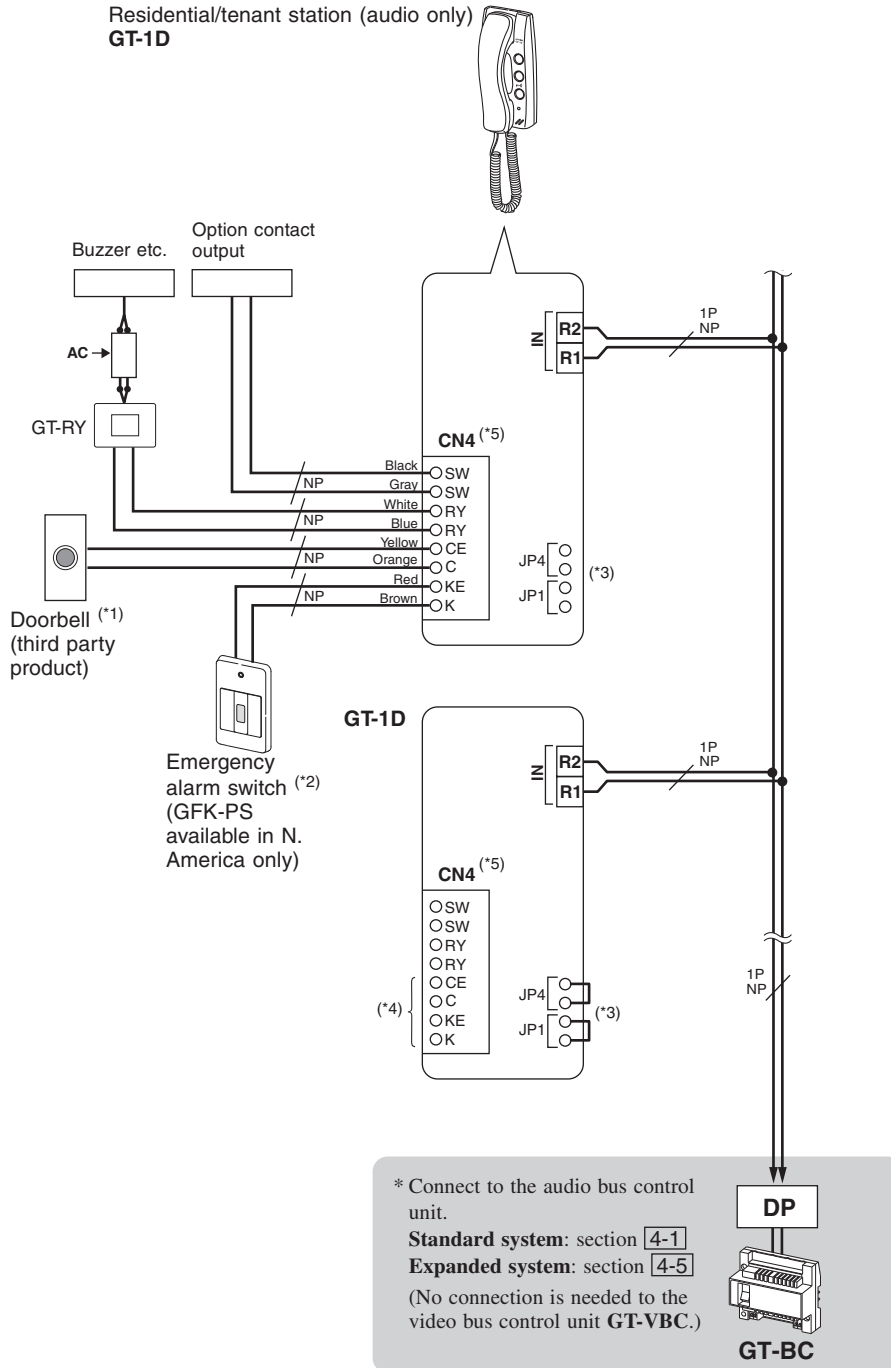 Residential/tenant station (audio only)
GT-1D
Buzzer etc.
Option contact
output
AC
GT-RY
IN
R2
R1
1P
NP
CN4 (*5)
Black
SW
NP
Gray
SW
White
RY
NP
Blue
RY
Yellow
CE
NP
Orange
C
Red
KE
NP
Brown
K
JP4
JP1
(*3)
Doorbell (*1)
(third party
product)
Emergency
alarm switch (*2)
(GFK-PS
available in N.
America only)
GT-1D
IN
R2
R1
1P
NP
CN4 (*5)
SW
SW
RY
RY
CE
C
KE
K
(*4)
JP4
JP1
(*3)
1P
NP
* Connect to the audio bus control
unit.
Standard system: section 4-1
Expanded system: section 4-5
(No connection is needed to the
video bus control unit GT-VBC.)
DP
GT-BC